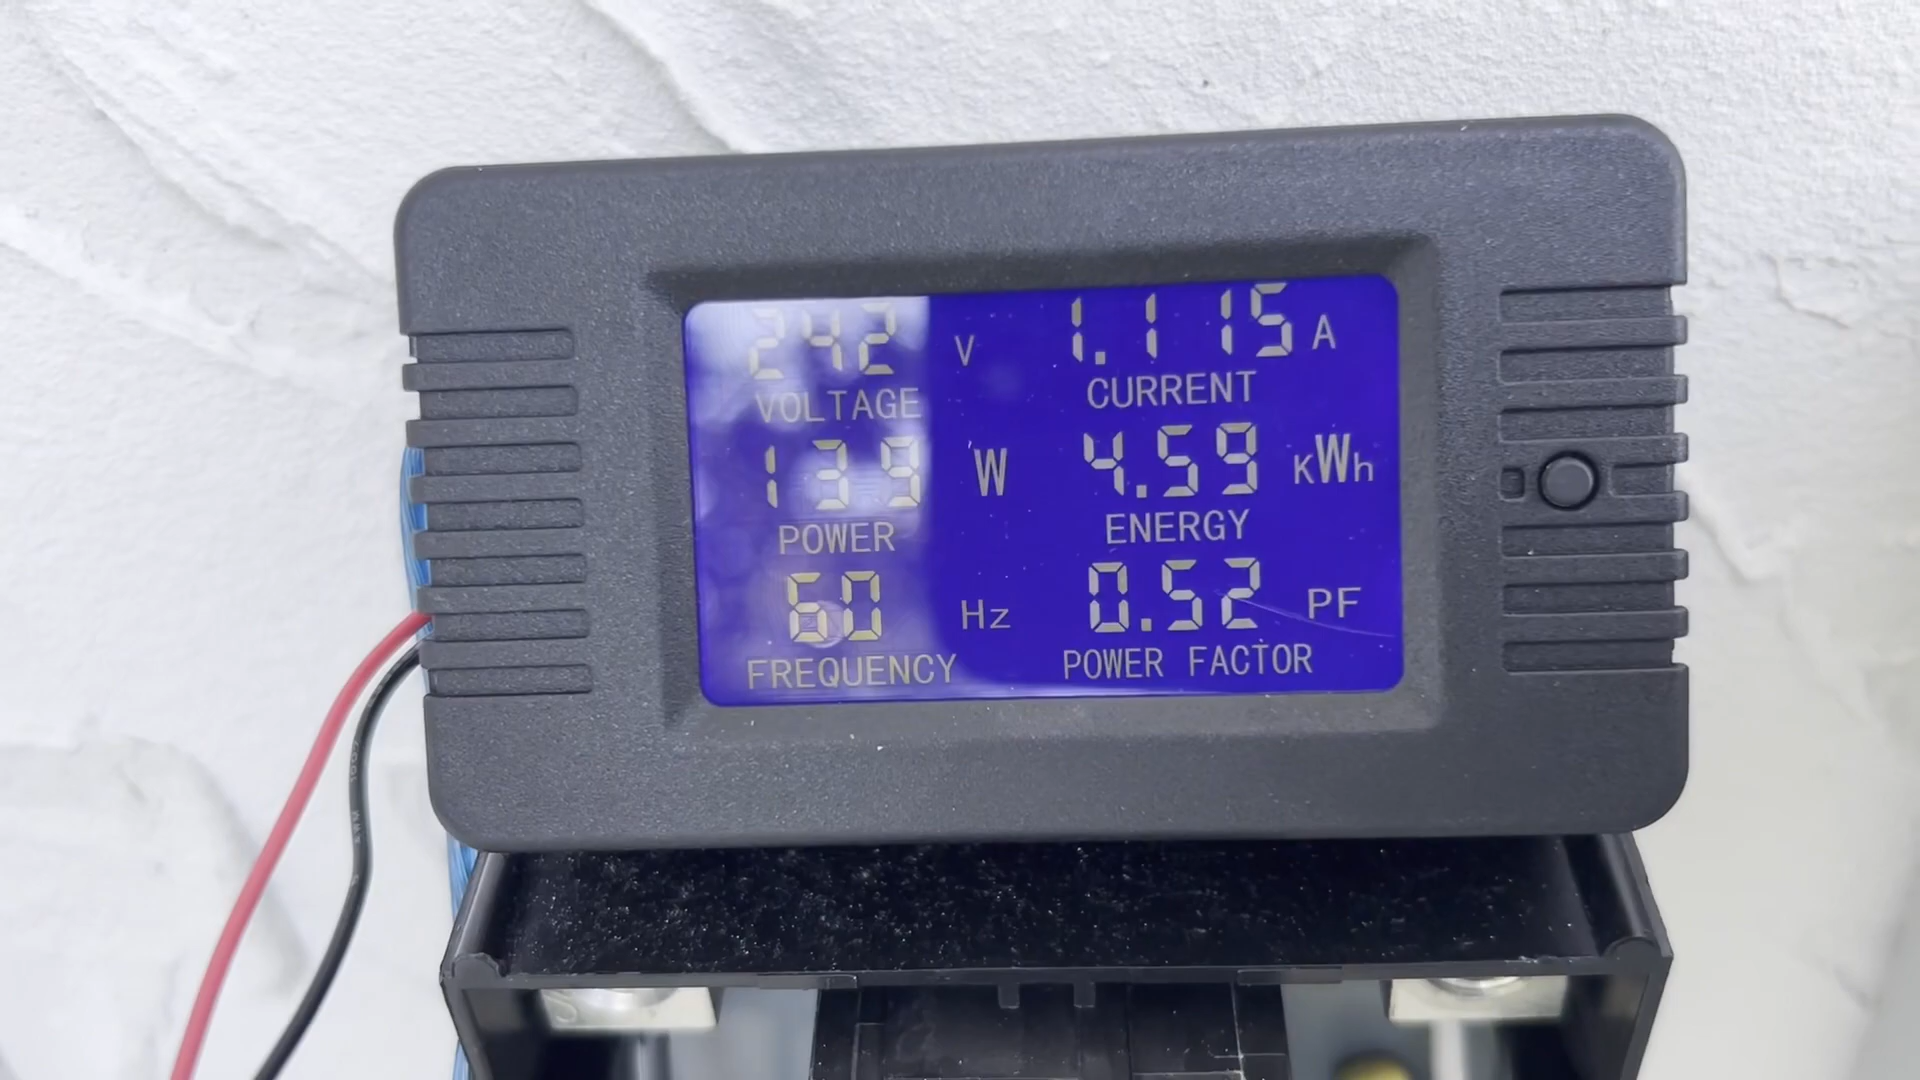 242 V 1.115 A
VOLTAGE CURRENT
139 W 4.59 KWh
POWER ENERGY
60 Hz 0.52 PF
FREQUENCY POWER FACTOR